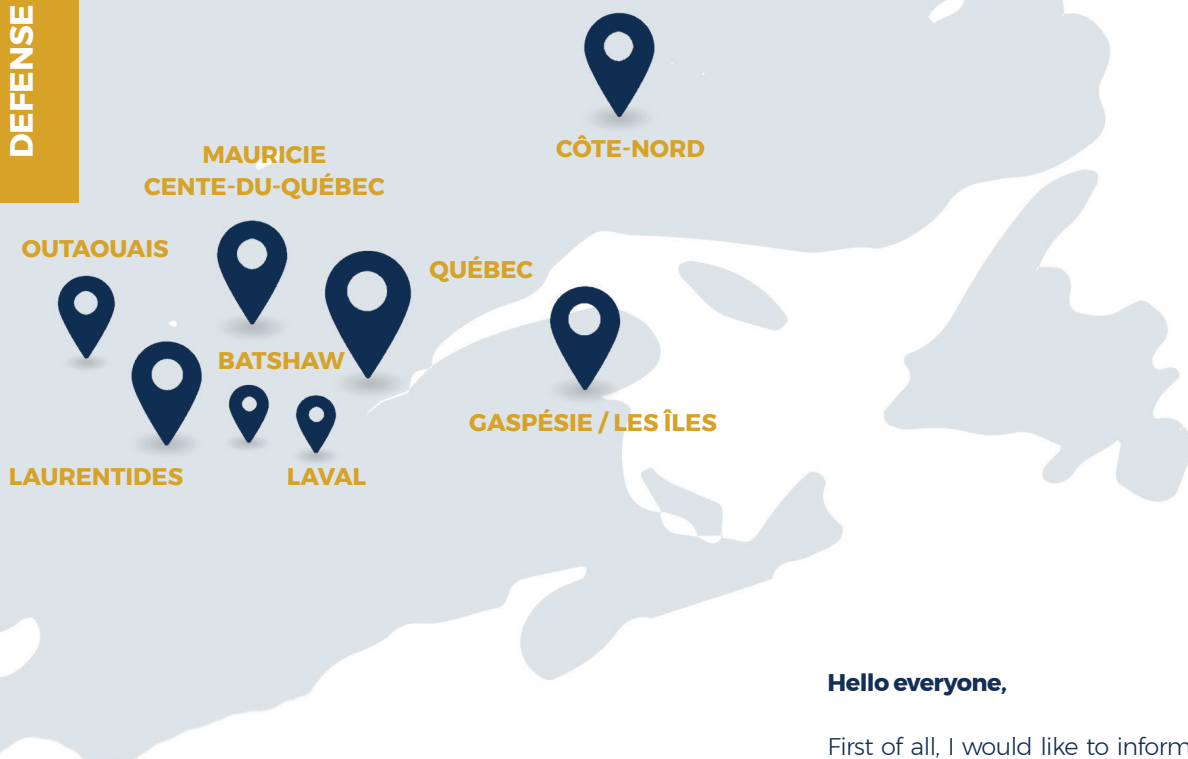 DEFENSE
CÔTE-NORD
MAURICIE
CENTE-DU-QUÉBEC
OUTAOUAIS
QUÉBEC
BATSHAW
GASPÉSIE / LES ÎLES
LAURENTIDES
LAVAL
Hello everyone,
First of all, I would like to inform